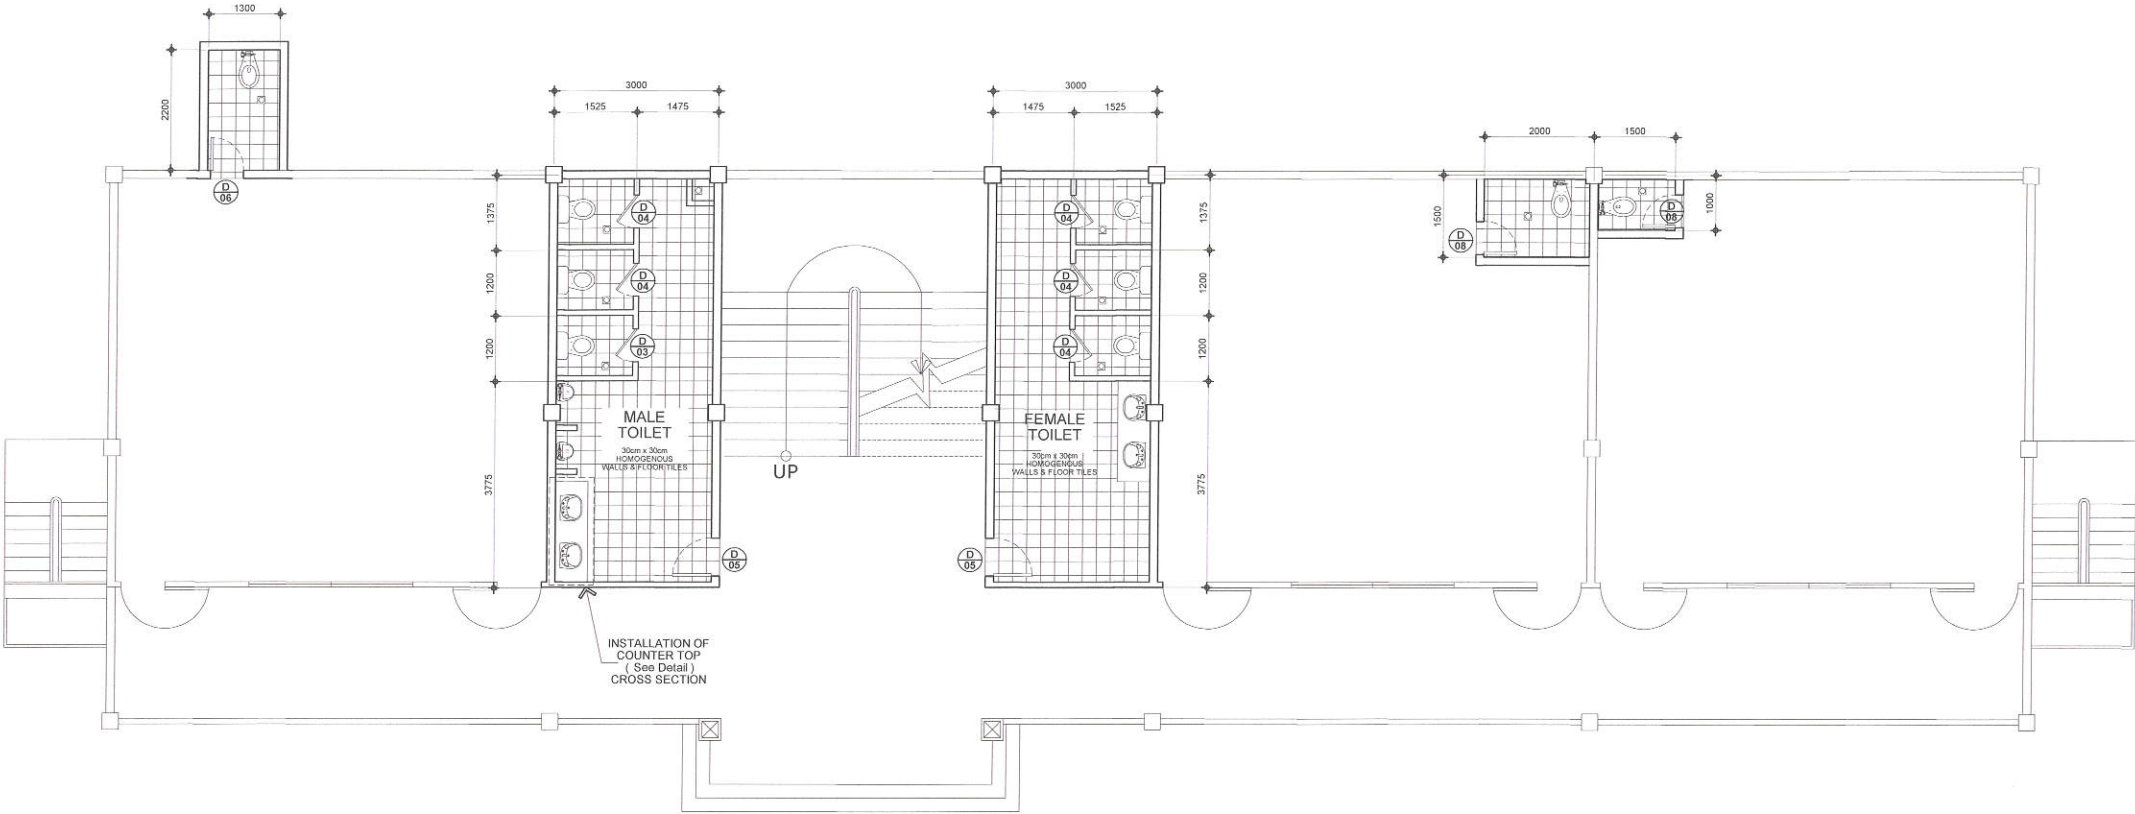 1300
2200
D
06
3000
1525
1475
3000
1475
1525
2000
1500
1375
1200
1200
3775
D
04
D
04
D
03
D
05
MALE
TOILET
30cm x 30cm
HOMOGENOUS
WALLS & FLOOR TILES
UP
D
04
D
04
D
04
D
05
FEMALE
TOILET
30cm x 30cm
HOMOGENOUS
WALLS & FLOOR TILES
1375
1200
1200
3775
1500
D
08
D
08
1000
INSTALLATION OF
COUNTER TOP
( See Detail )
CROSS SECTION